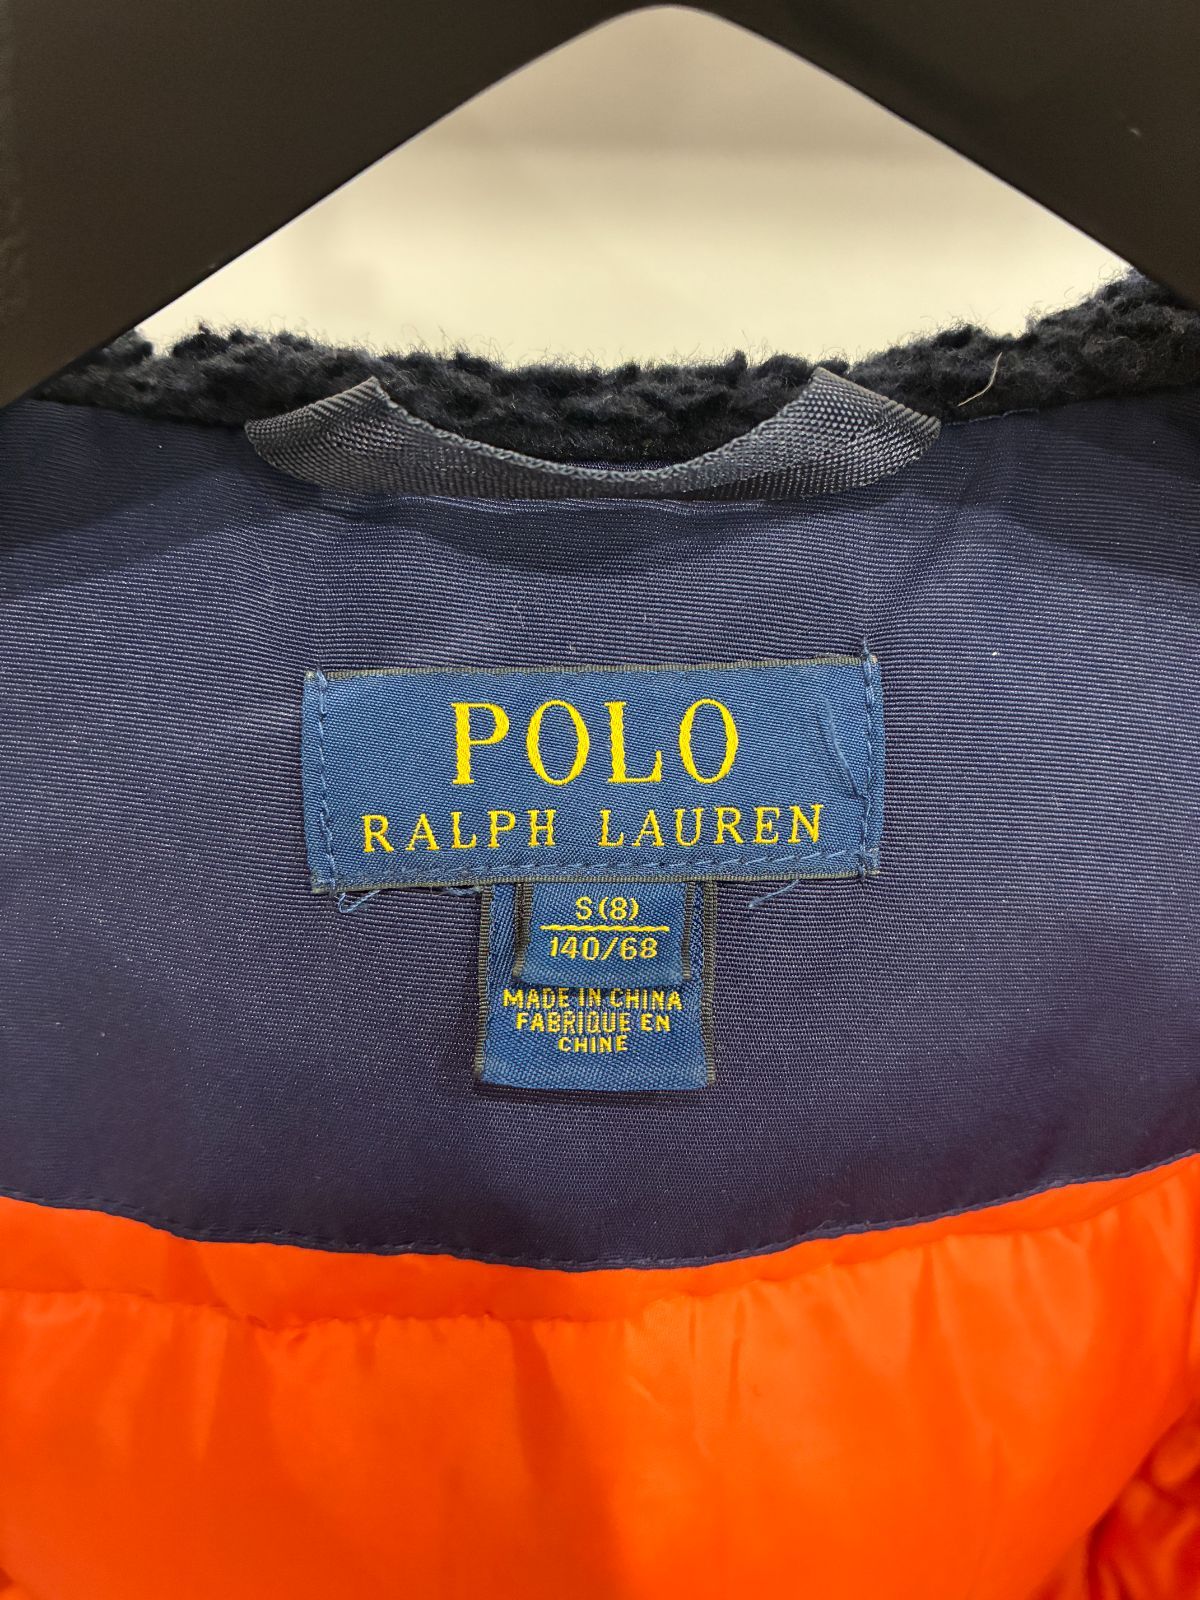 POLO
RALPH LAUREN
S(8)
140/68
MADE IN CHINA
FABRIQUE EN
CHINE